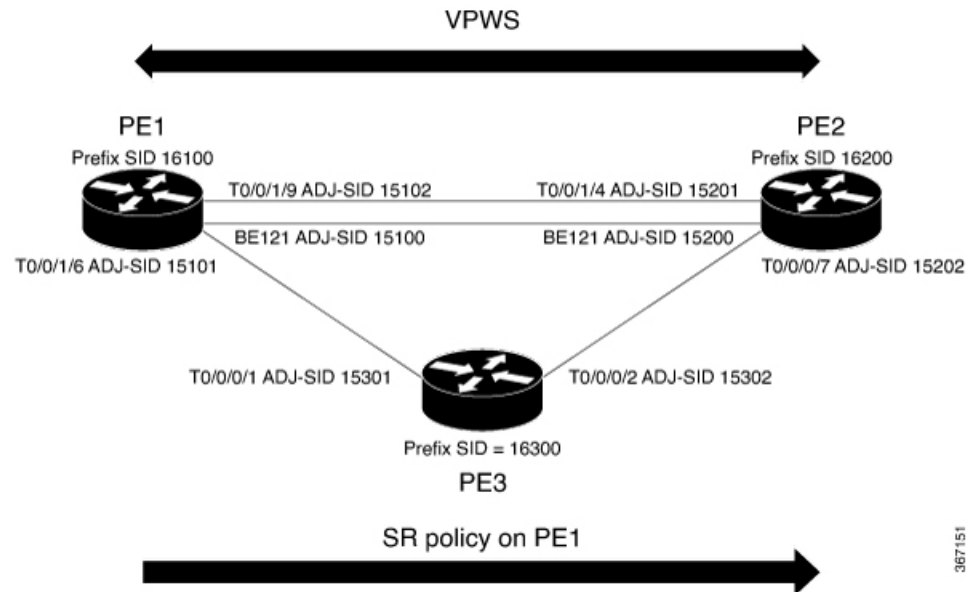 VPWS
PE1
PE2
Prefix SID 16100
Prefix SID 16200
T0/0/1/9 ADJ-SID 15102
T0/0/1/4 ADJ-SID 15201
BE121 ADJ-SID 15100
BE121 ADJ-SID 15200
T0/0/1/6 ADJ-SID 15101
T0/0/0/7 ADJ-SID 15202
T0/0/0/1 ADJ-SID 15301
T0/0/0/2 ADJ-SID 15302
Prefix SID = 16300
PE3
SR policy on PE1
367151